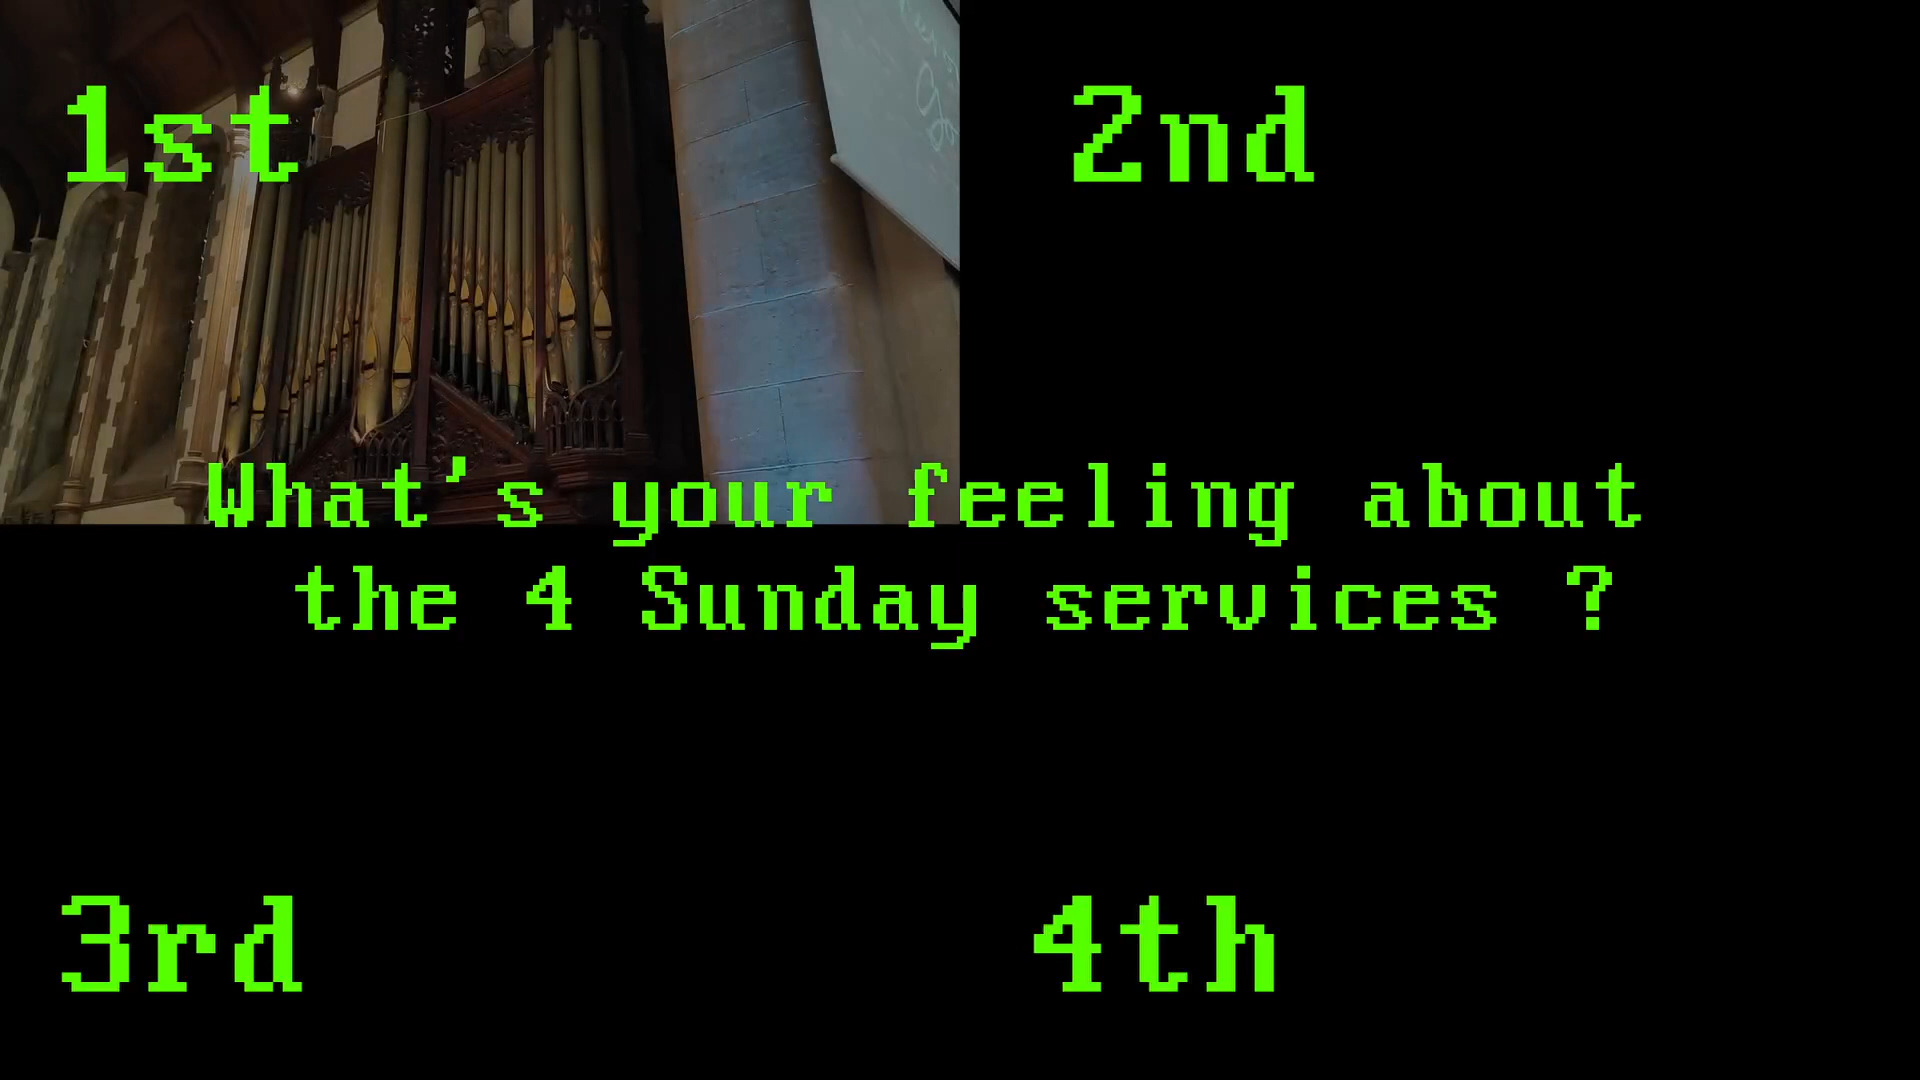 1st
2nd
What's your feeling about
the 4 Sunday services ?
3rd
4th